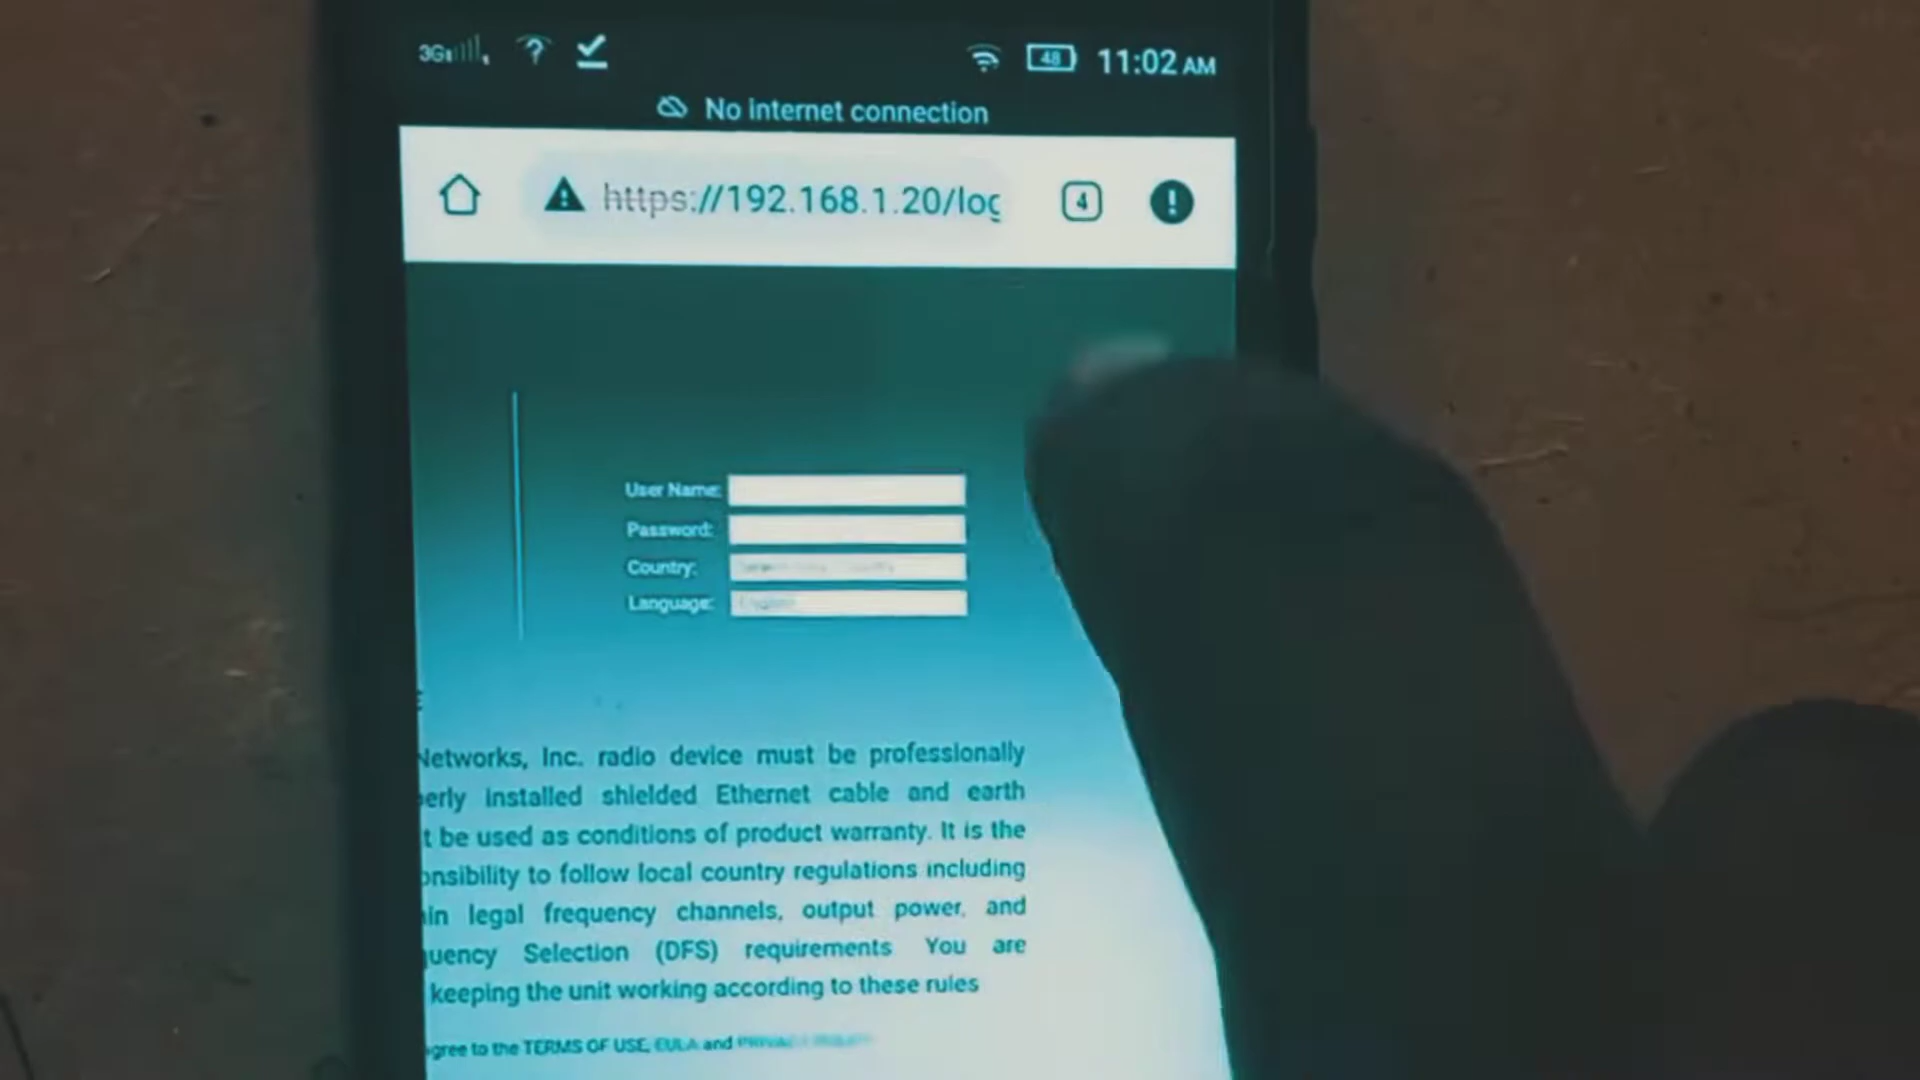 3G
48
11:02 AM
No internet connection
https://192.168.1.20/log
4
User Name:
Password:
Country:
Language: English
Networks, Inc. radio device must be professionally
erly installed shielded Ethernet cable and earth
t be used as conditions of product warranty. It is the
onsibility to follow local country regulations including
in legal frequency channels, output power, and
uency Selection (DFS) requirements You are
keeping the unit working according to these rules
gree to the TERMS OF USE, EULA and PRIVACY POLICY